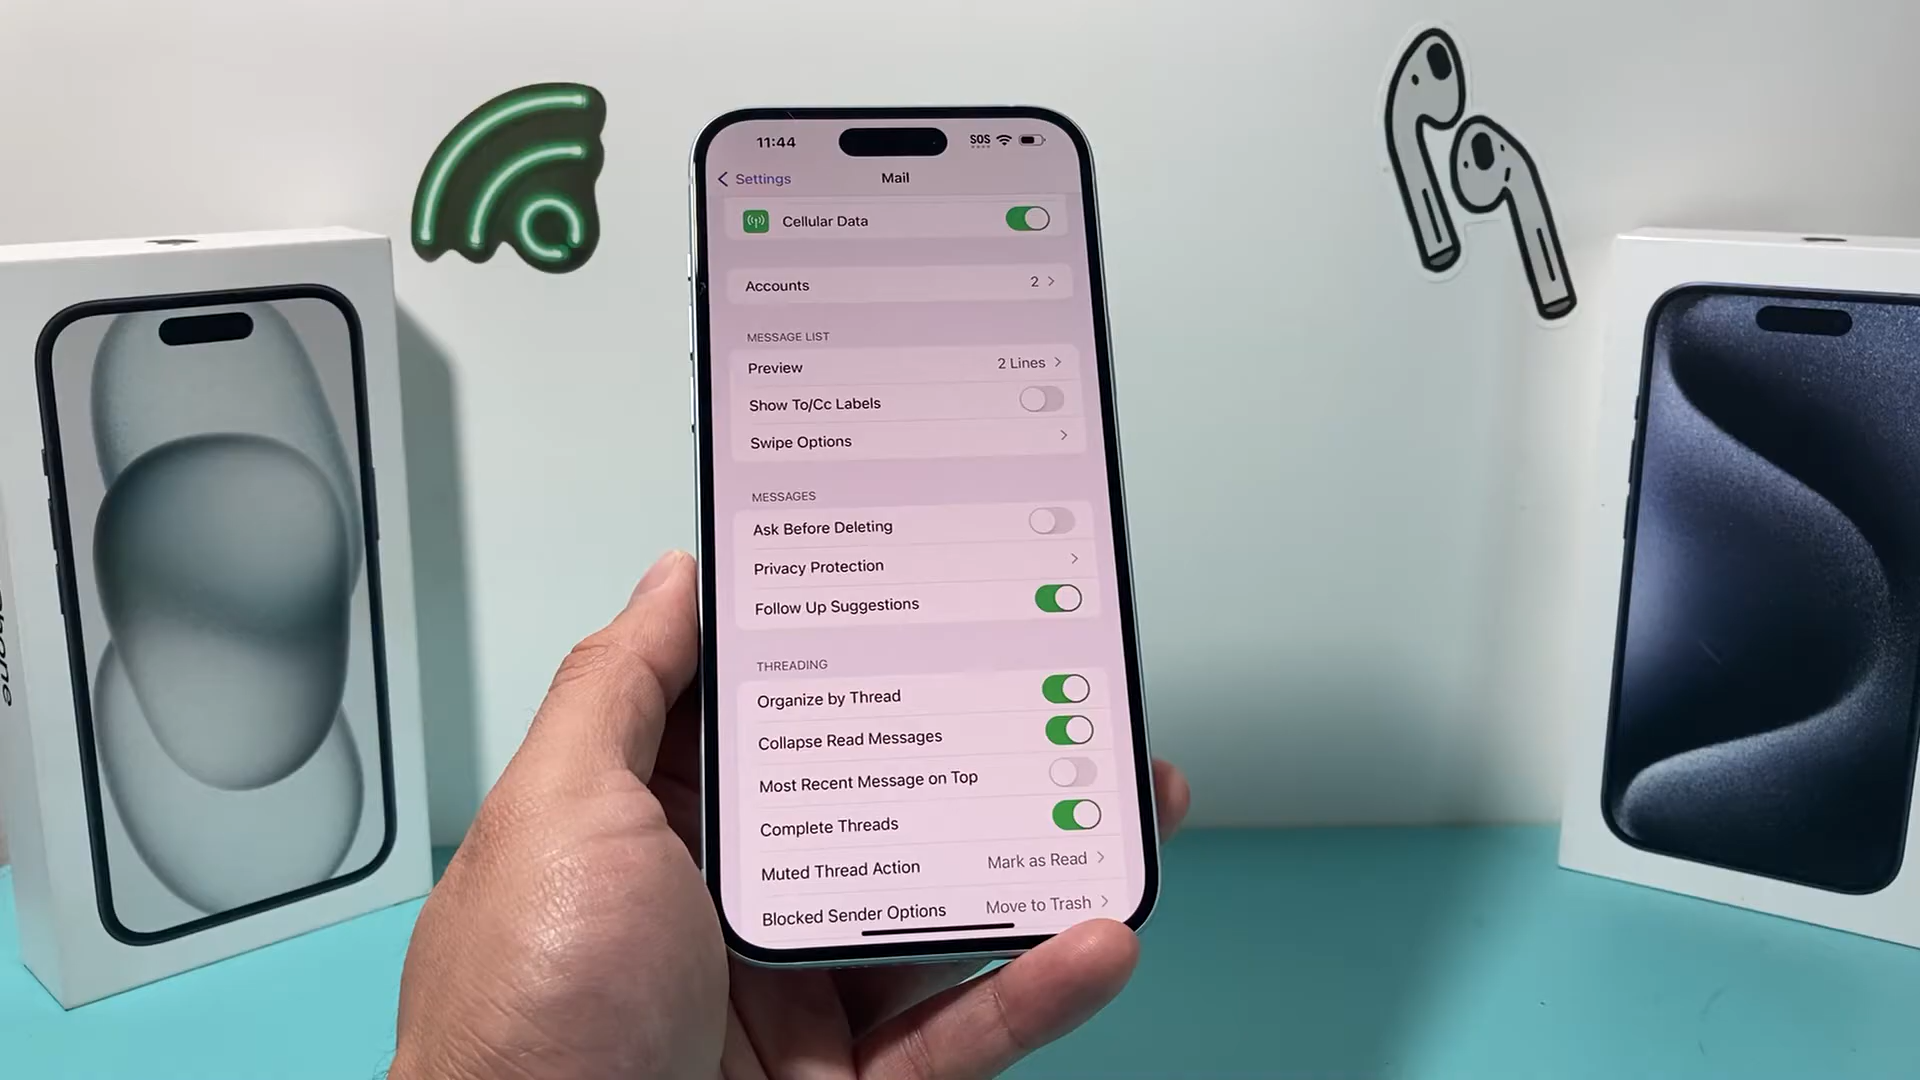 11:44
SOS
Settings
Mail
Cellular Data
Accounts 2
MESSAGE LIST
Preview 2 Lines
Show To/Cc Labels
Swipe Options
MESSAGES
Ask Before Deleting
Privacy Protection
Follow Up Suggestions
THREADING
Organize by Thread
Collapse Read Messages
Most Recent Message on Top
Complete Threads
Muted Thread Action Mark as Read
Blocked Sender Options Move to Trash